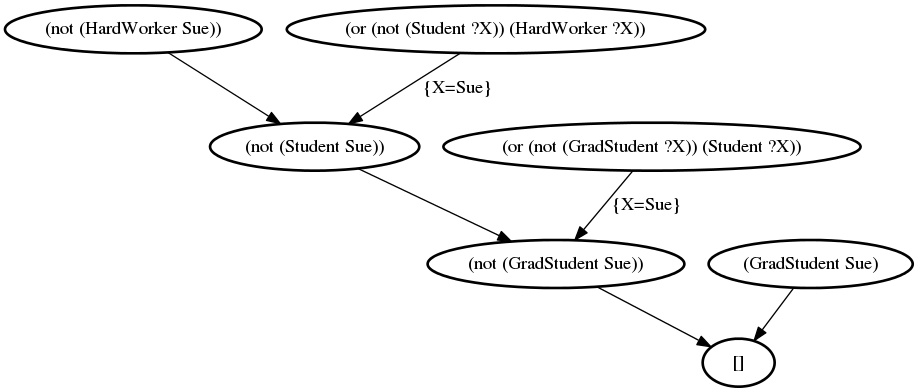 (not (HardWorker Sue))
(or (not (Student ?X)) (HardWorker ?X))
{X=Sue}
(not (Student Sue))
(or (not (GradStudent ?X)) (Student ?X))
{X=Sue}
(not (GradStudent Sue))
(GradStudent Sue)
[]